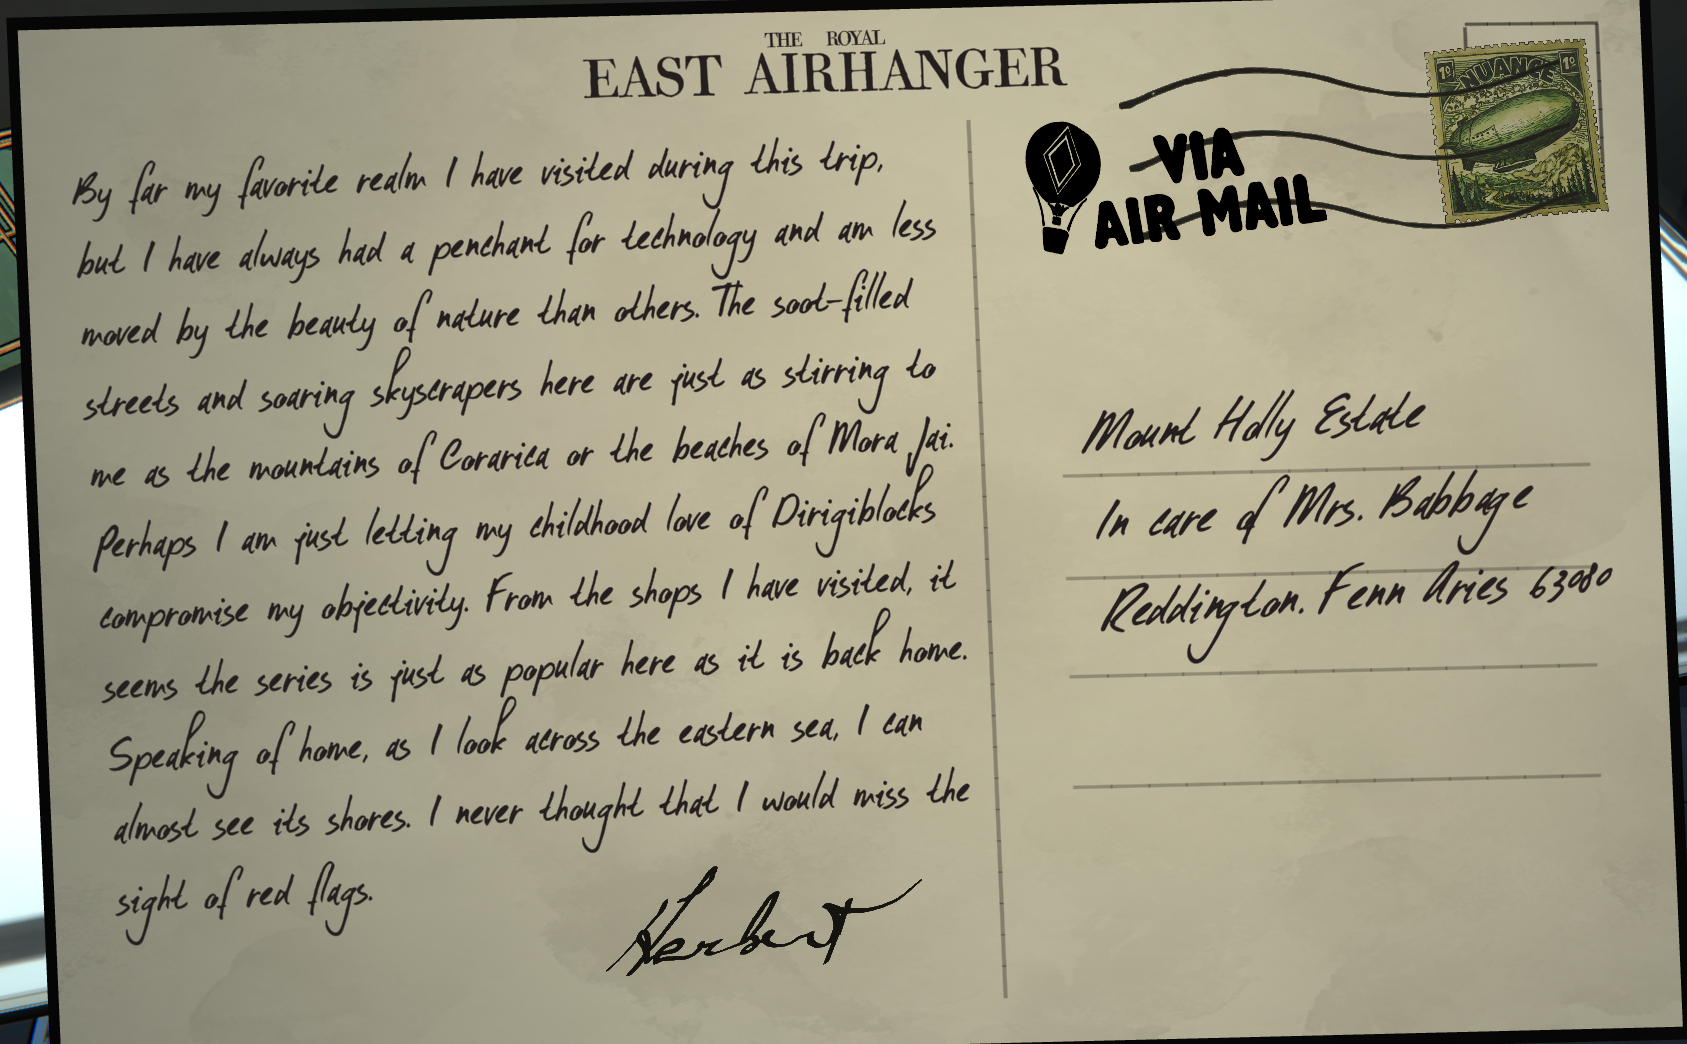 THE ROYAL
EAST AIRHANGER
By far my favorite realm I have visited during this trip,
but I have always had a penchant for technology and am less
moved by the beauty of nature than others. The soot-filled
streets and soaring skyscrapers here are just as stirring to
me as the mountains of Corarica or the beaches of Mora Jai.
Perhaps I am just letting my childhood love of Dirigiblocks
compromise my objectivity. From the shops I have visited, it
seems the series is just as popular here as it is back home.
Speaking of home, as I look across the eastern sea, I can
almost see its shores. I never thought that I would miss the
sight of red flags.
Herbert
VIA
AIR MAIL
1º NUANCE 1º
Mount Holly Estate
In care of Mrs. Babbage
Reddington. Fenn Aries 63080